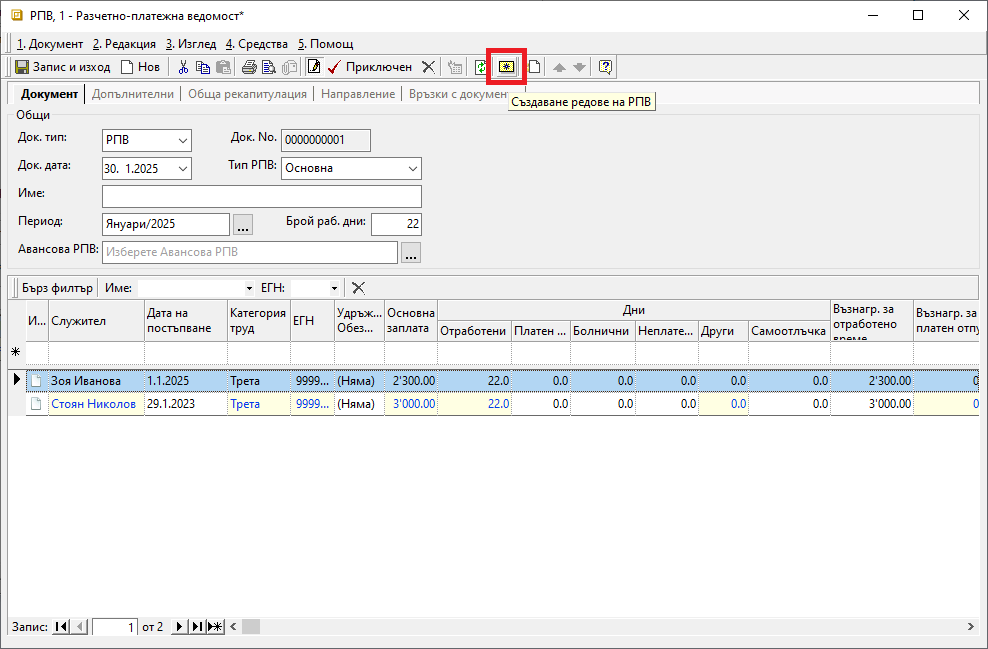 РПВ, 1 - Разчетно-платежна ведомост*
1. Документ 2. Редакция 3. Изглед 4. Средства 5. Помощ
Запис и изход Нов Приключен
Документ Допълнителни Обща рекапитулация Направление Връзки с докумен
Създаване редове на РПВ
Общи
Док. тип: РПВ Док. No. 0000000001
Док. дата: 30. 1.2025 Тип РПВ: Основна
Име:
Период: Януари/2025 ... Брой раб. дни: 22
Авансова РПВ: Изберете Авансова РПВ ...
Бърз филтър Име: ЕГН:
И... Служител Дата на постъпване Категория труд ЕГН Удръж... Обез... Основна заплата Дни Възнагр. за отработено време Възнагр. за платен отпу
Отработени Платен ... Болнични Неплате... Други Самоотлъчка
Зоя Иванова 1.1.2025 Трета 9999... (Няма) 2'300.00 22.0 0.0 0.0 0.0 0.0 0.0 2'300.00 0
Стоян Николов 29.1.2023 Трета 9999... (Няма) 3'000.00 22.0 0.0 0.0 0.0 0.0 0.0 3'000.00 0
Запис: 1 от 2